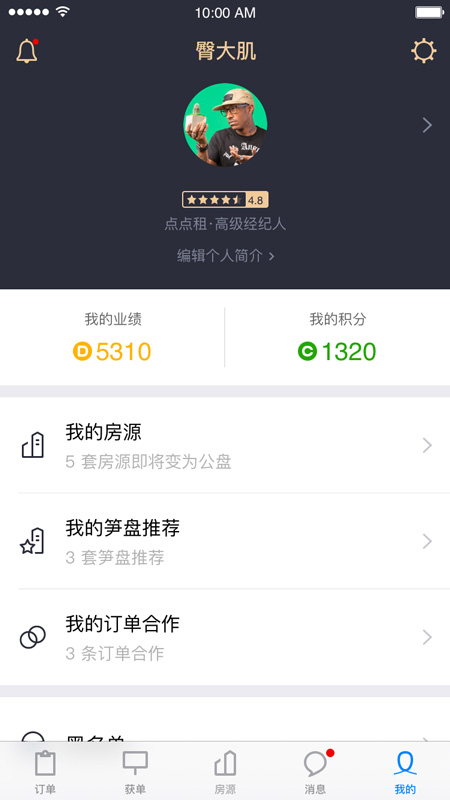 10:00 AM
臀大肌
4.8
点点租·高级经纪人
编辑个人简介
我的业绩
我的积分
D 5310
C 1320
我的房源
5 套房源即将变为公盘
我的笋盘推荐
3 套笋盘推荐
我的订单合作
3 条订单合作
黑名单
订单
获单
房源
消息
我的